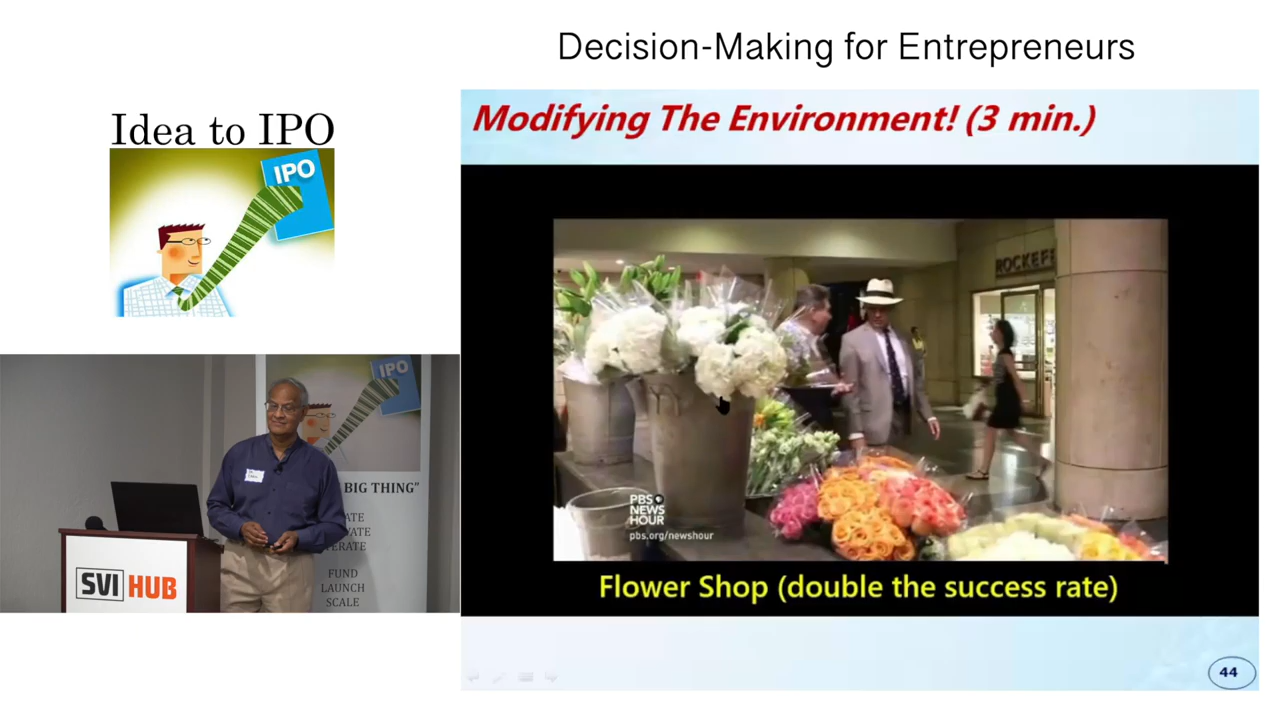 Decision-Making for Entrepreneurs
Idea to IPO
IPO
Modifying The Environment! (3 min.)
ROCKEF
PBS
NEWS
HOUR
pbs.org/newshour
Flower Shop (double the success rate)
IPO
BIG THING"
ATE
VATE
ERATE
FUND
LAUNCH
SCALE
SVI HUB
44